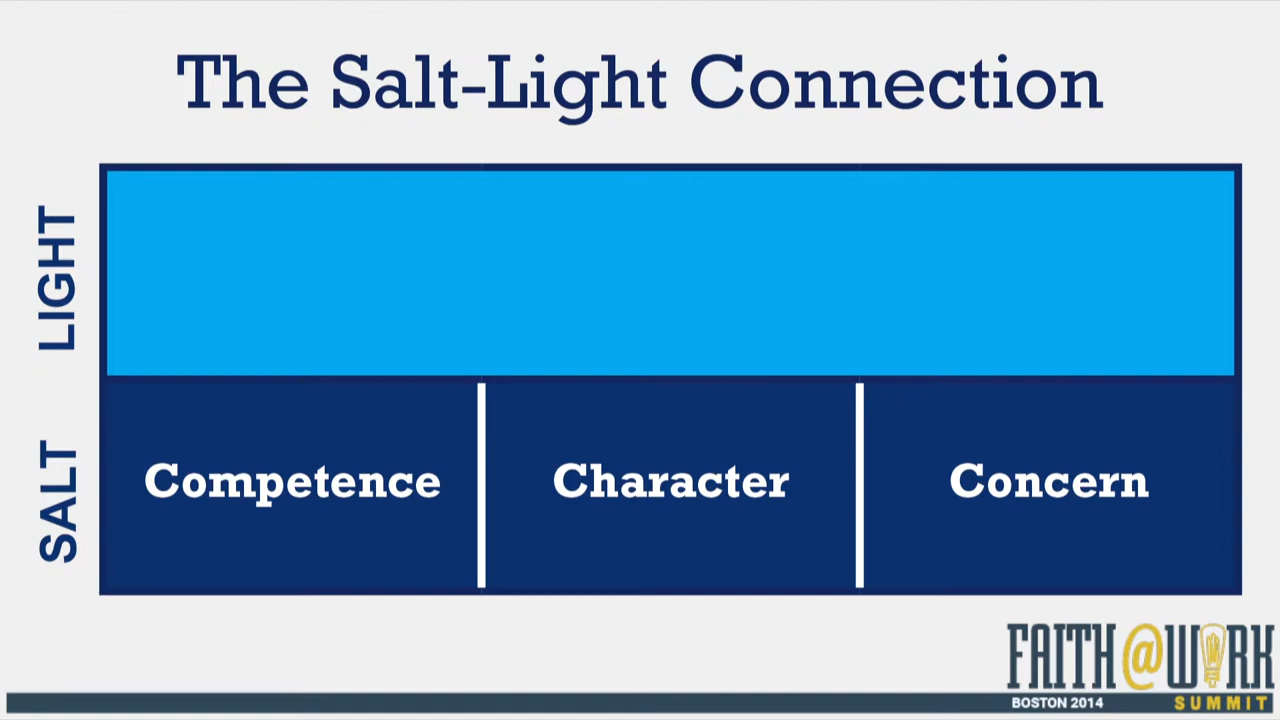 The Salt-Light Connection
LIGHT
SALT
Competence
Character
Concern
FAITH@WORK
BOSTON 2014
SUMMIT